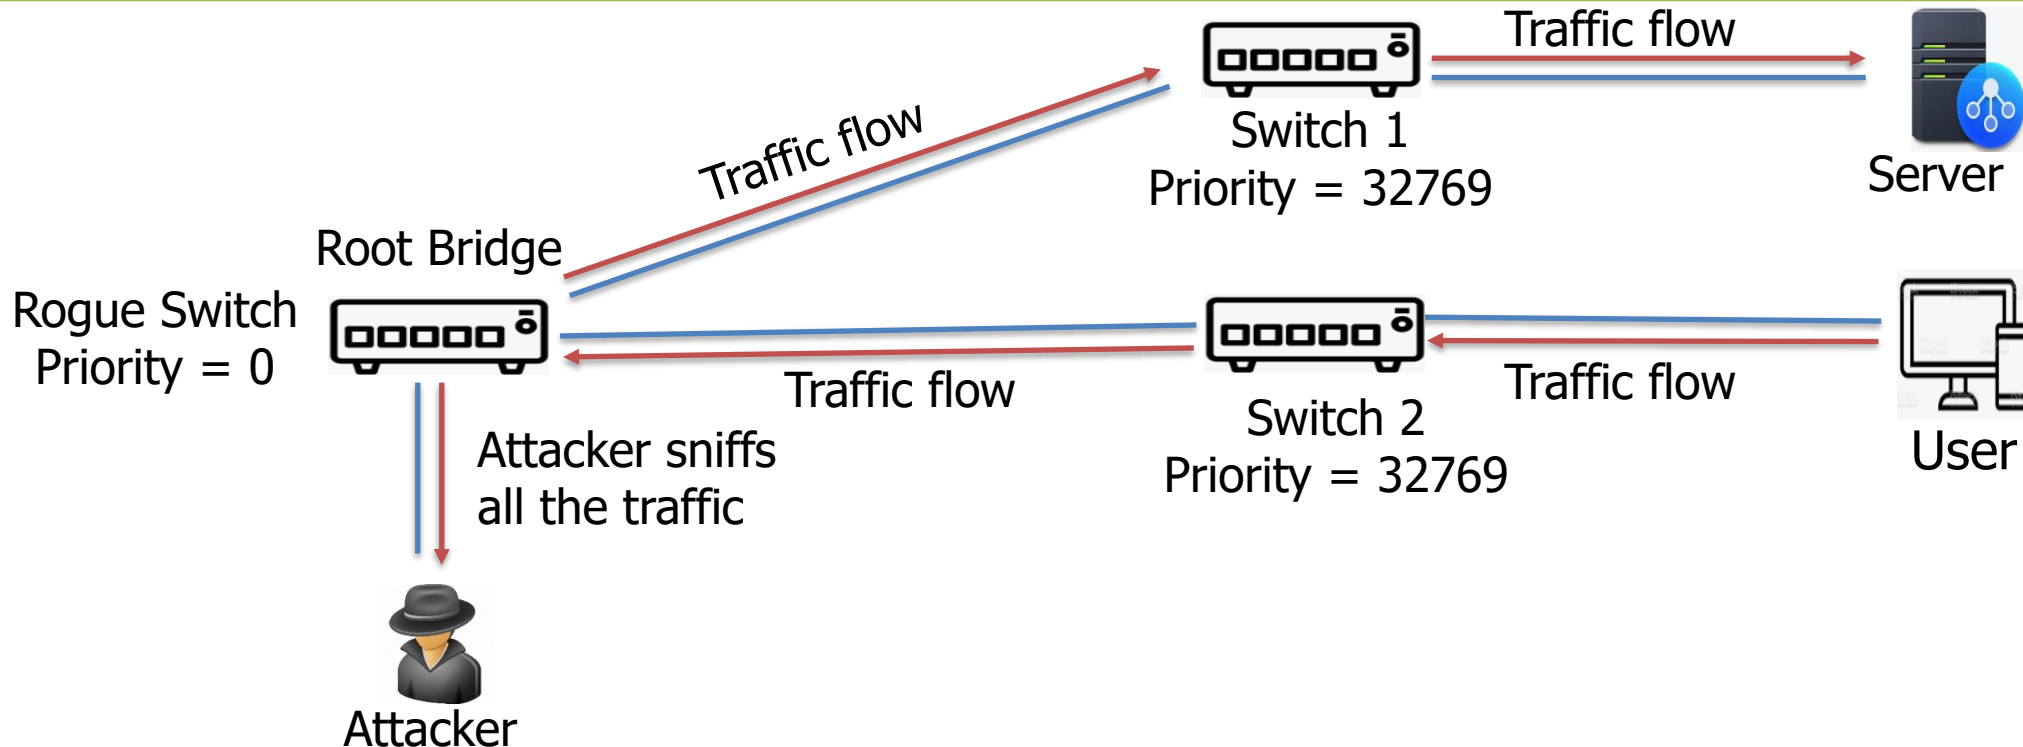 Traffic flow
Switch 1
Priority = 32769
Server
Traffic flow
Root Bridge
Rogue Switch
Priority = 0
Traffic flow
Traffic flow
Switch 2
Priority = 32769
User
Attacker sniffs
all the traffic
Attacker